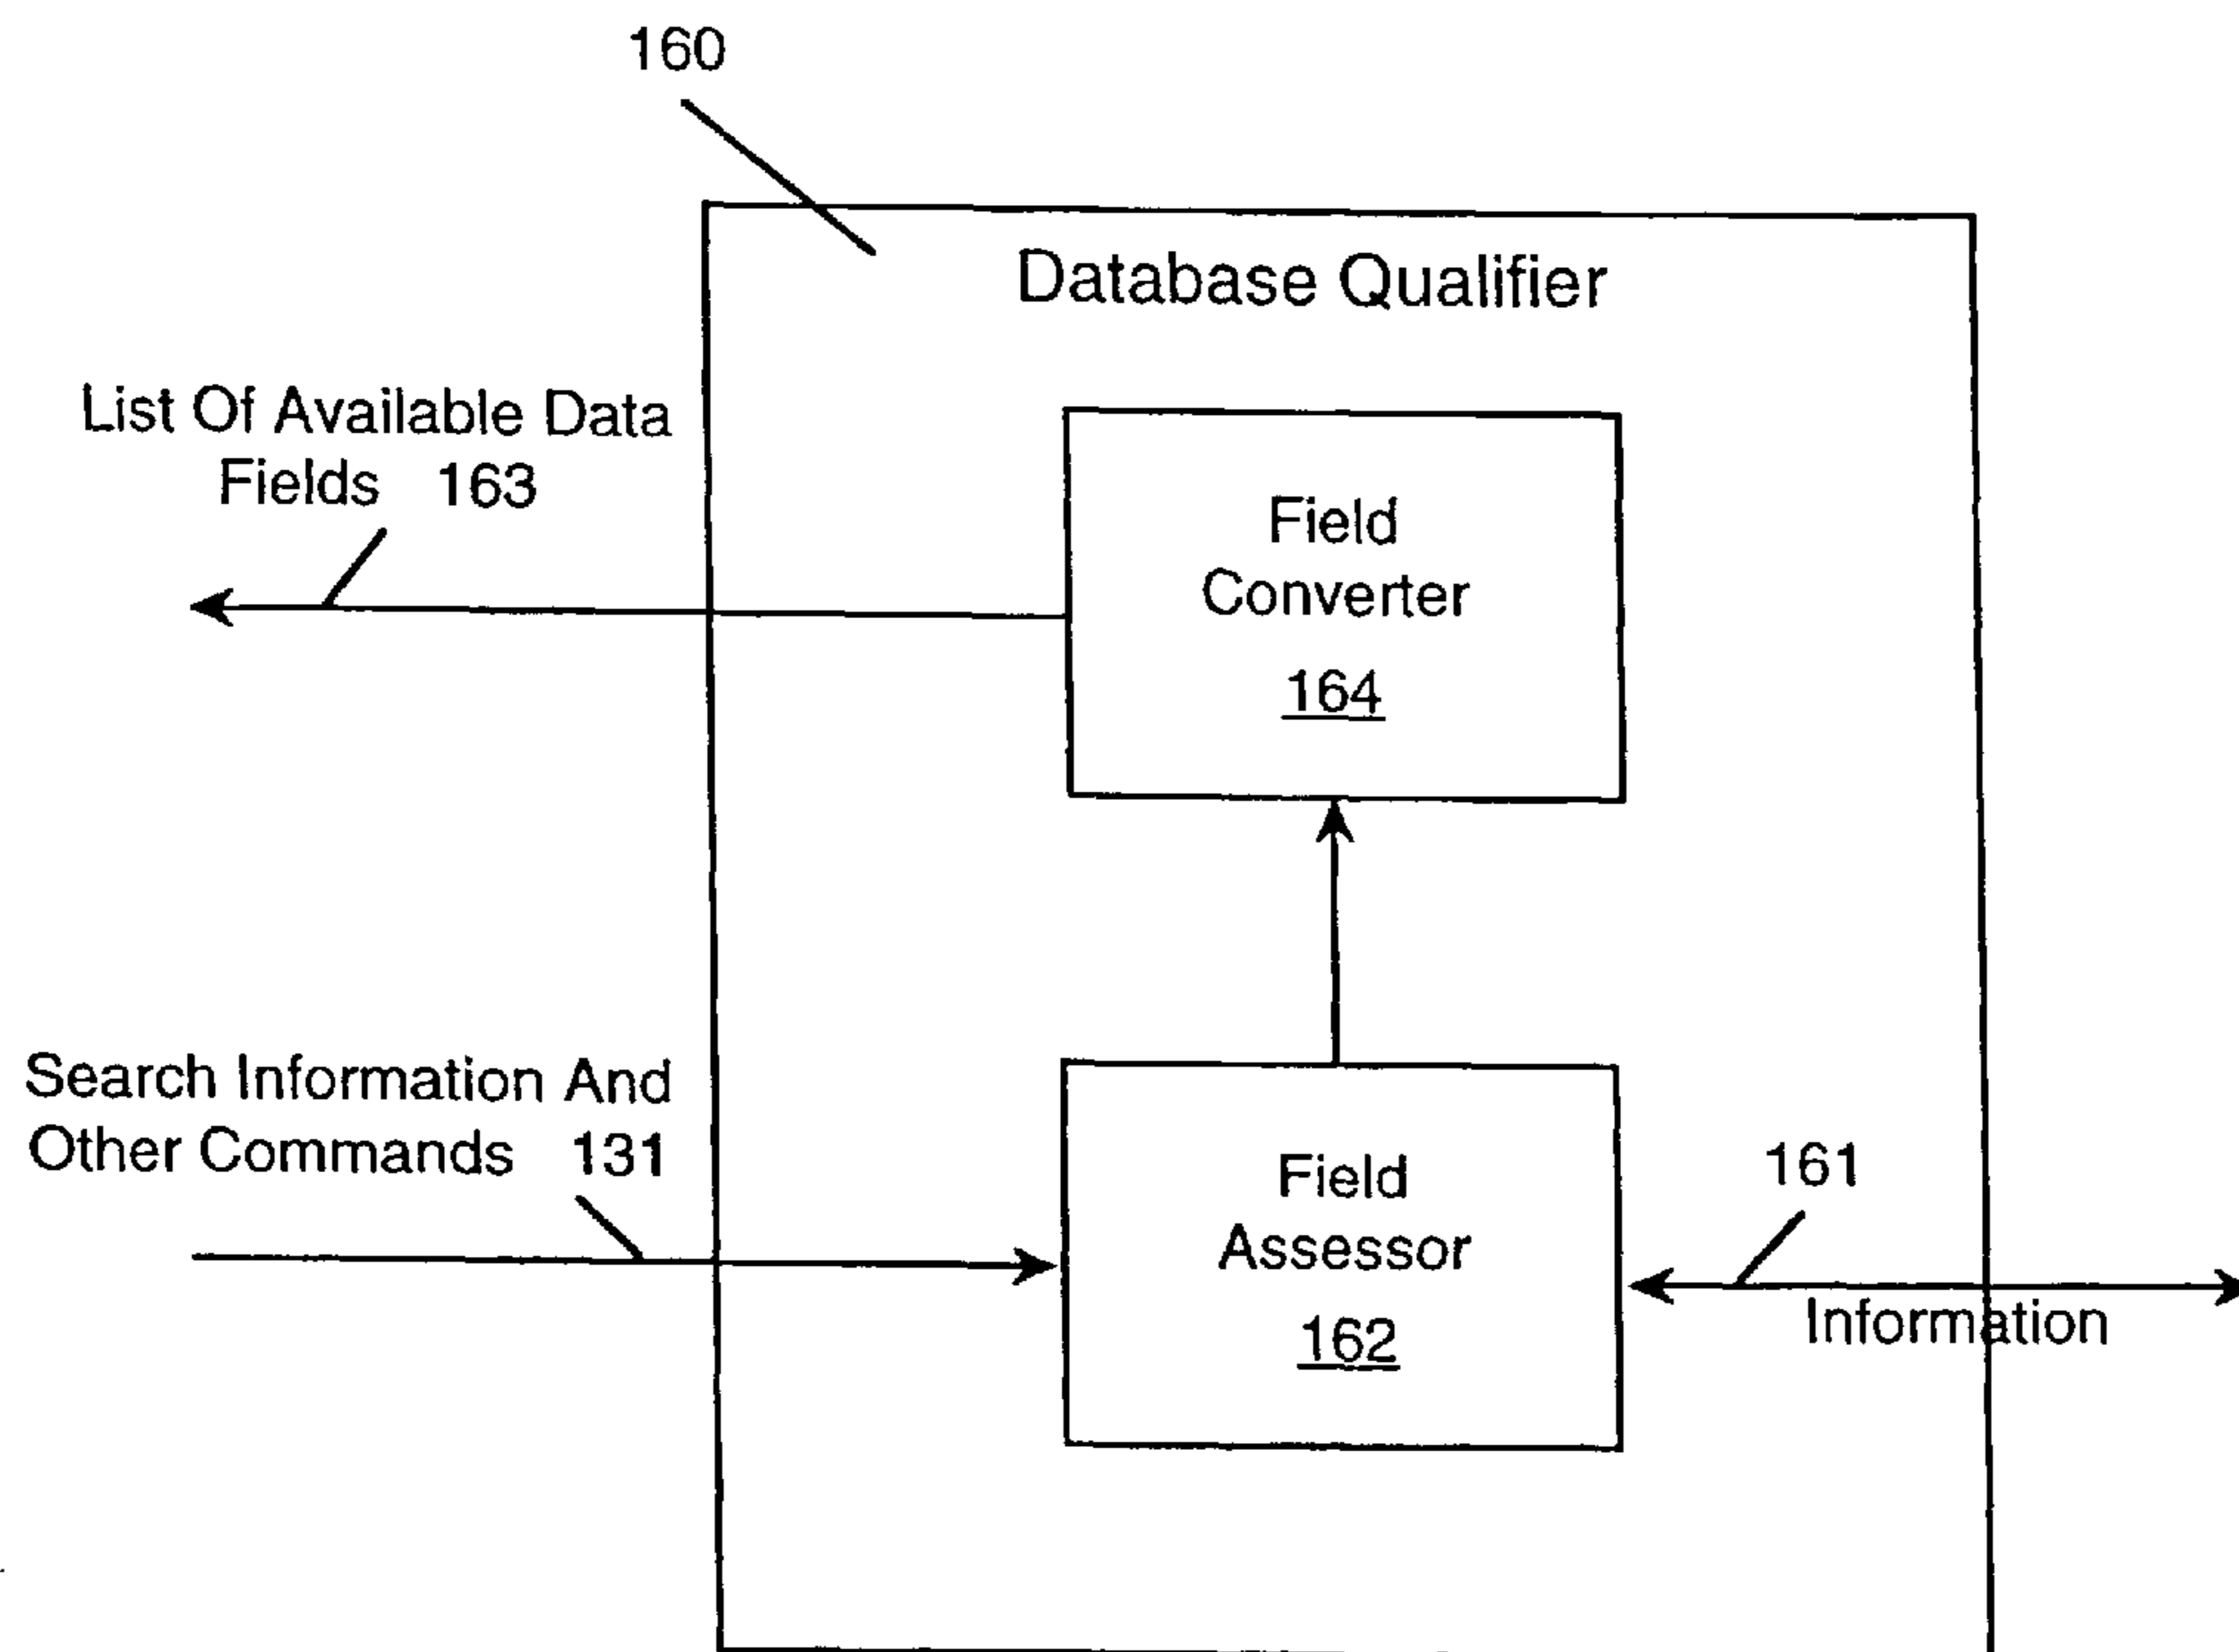 160
Database Qualifier
List Of Available Data
Fields 163
Field
Converter
164
Search Information And
Other Commands 131
Field
Assessor
162
161
Information